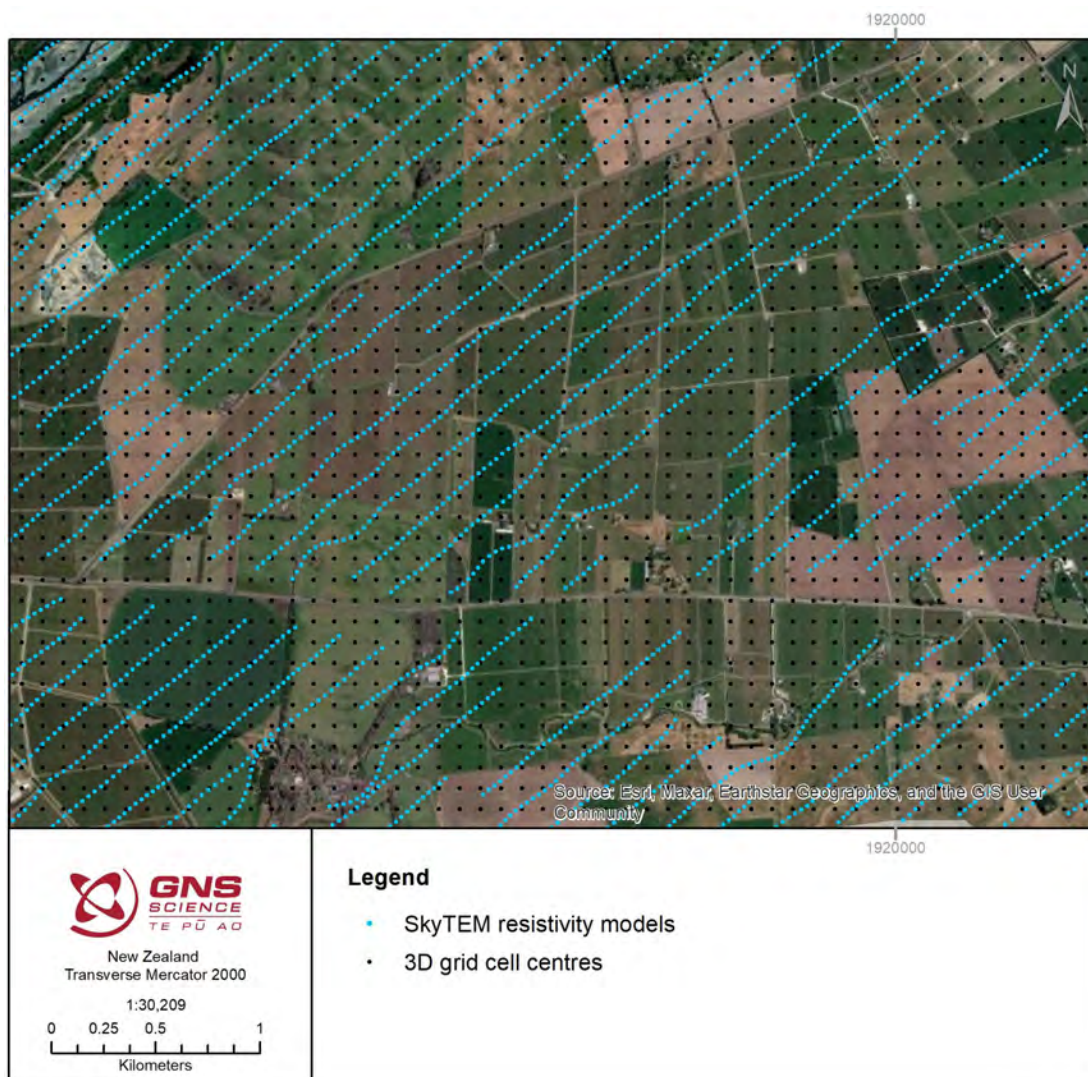 1920000
N
Source: Esri, Maxar, Earthstar Geographics, and the GIS User
Community
1920000
GNS
SCIENCE
TE PŪ AO
New Zealand
Transverse Mercator 2000
1:30,209
0 0.25 0.5 1
Kilometers
Legend
SkyTEM resistivity models
3D grid cell centres